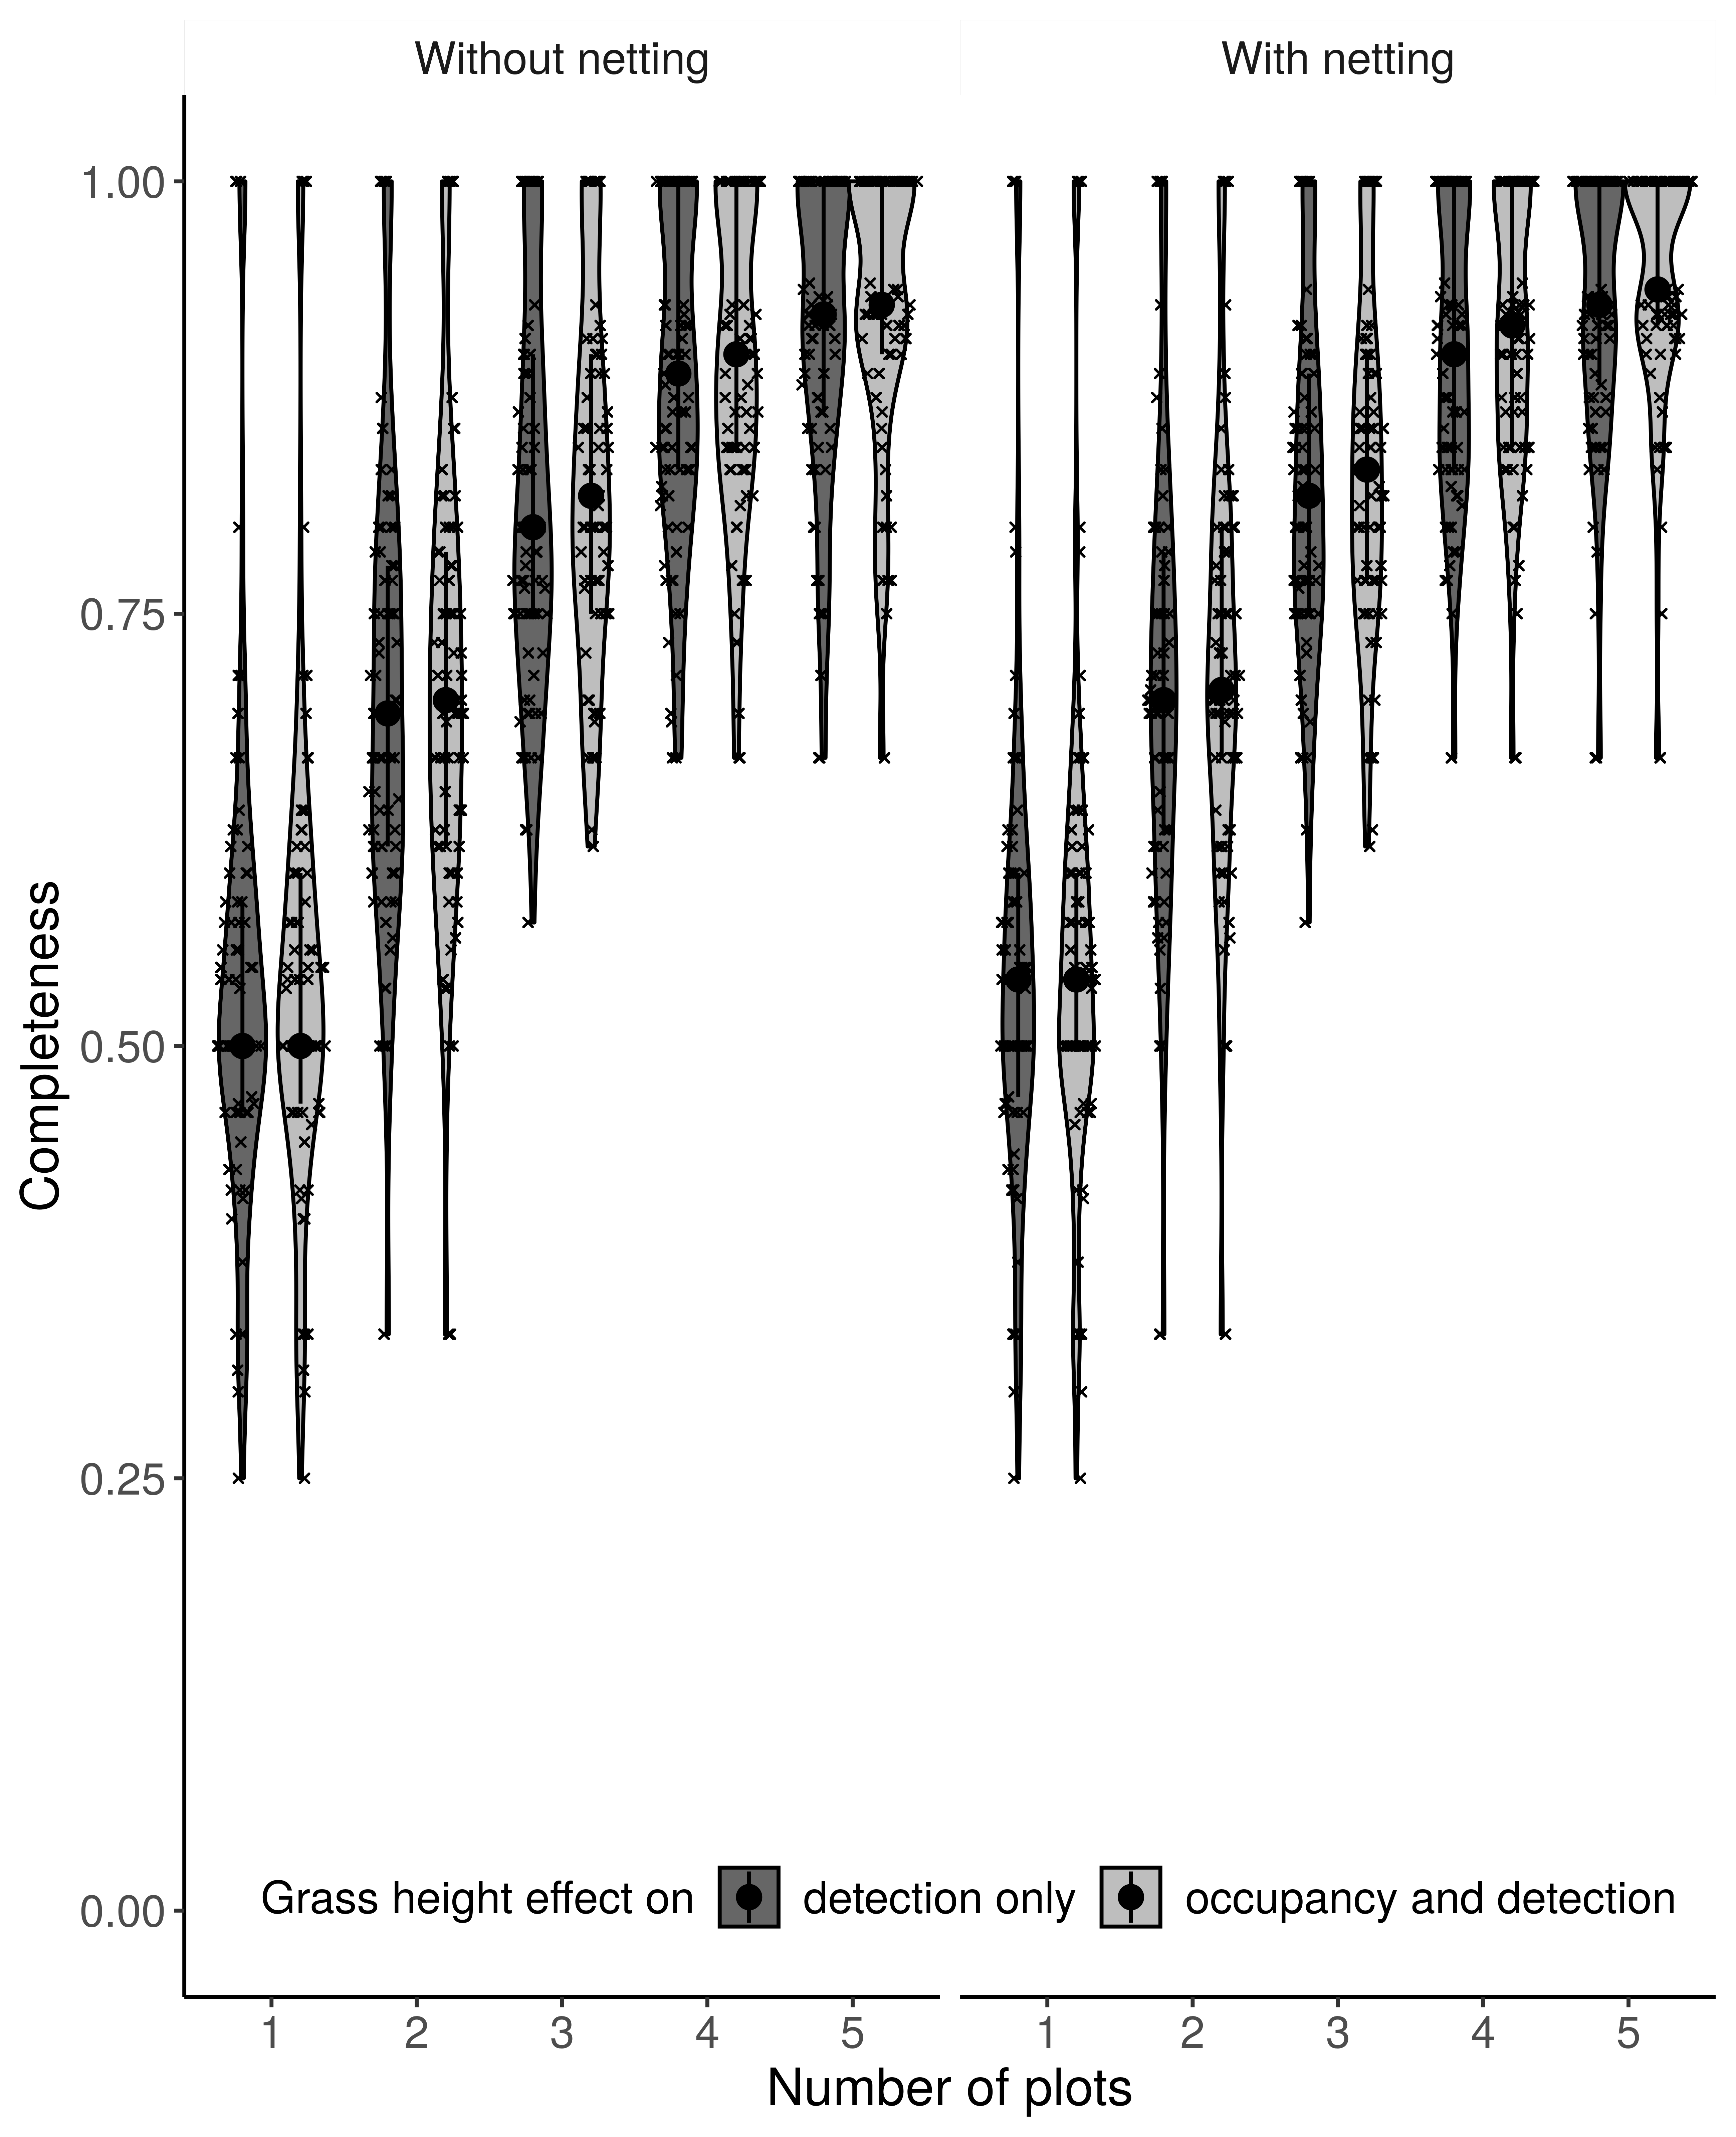 Without netting
With netting
Completeness
1.00
0.75
0.50
0.25
0.00
Grass height effect on detection only occupancy and detection
1 2 3 4 5 1 2 3 4 5
Number of plots